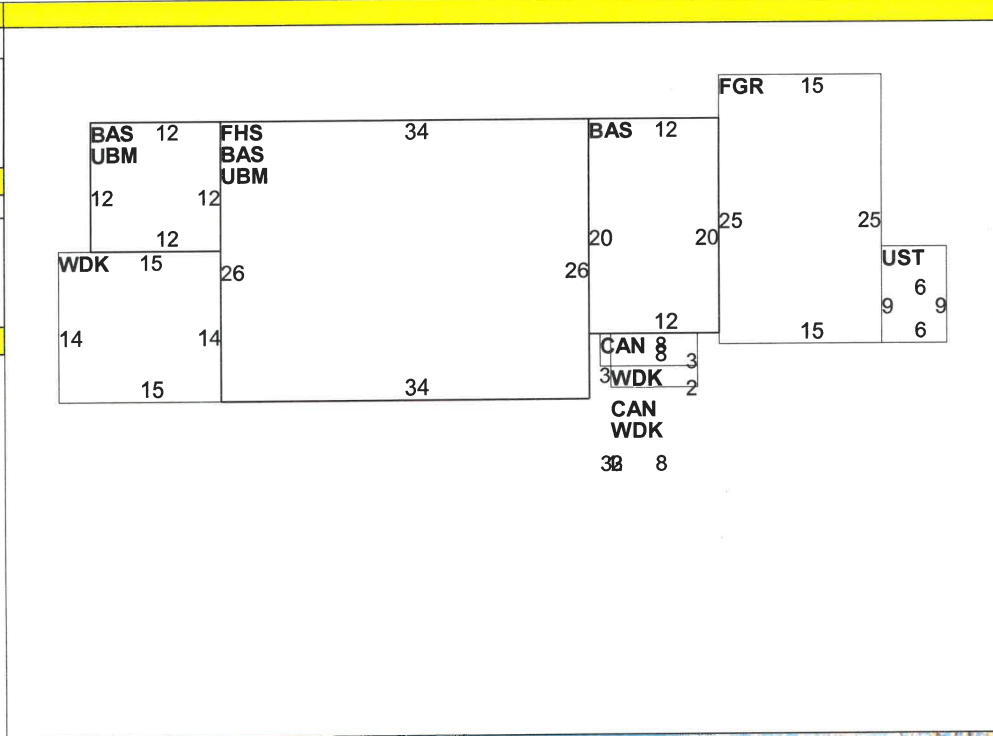 FGR 15
BAS 12
UBM
12 12
12
FHS 34
BAS
UBM
26 26
34
BAS 12
20 20
12
25 25
15
UST
6
9 9
6
WDK 15
14 14
15
CAN 8
8 3
3 WDK 2
CAN
WDK
8